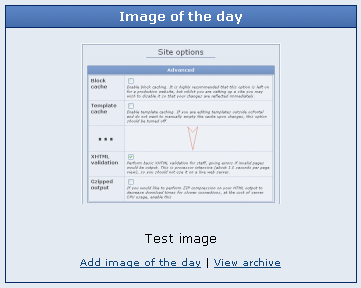 Image of the day
Site options
Advanced
Block
cache
Enable block caching. It is highly recommended that this option is left on
for a production website, but whilst you are setting up a site you may
want to disable it so that your changes are reflected immediately.
Template
cache
Enable template caching. If you are editing templates outside ocPortal
and do not want to manually empty the cache upon changes, this option
should be turned off.
XHTML
validation
Perform basic XHTML validation for staff, giving errors if invalid pages
would be output. This is processor intensive (about 1.5 seconds per page
view), so you should not use it on a live web server.
Gzipped
output
If you would like to perform ZIP compression on your HTML output to
decrease download times for slower connections, at the cost of server
CPU usage, enable this
Test image
Add image of the day | View archive